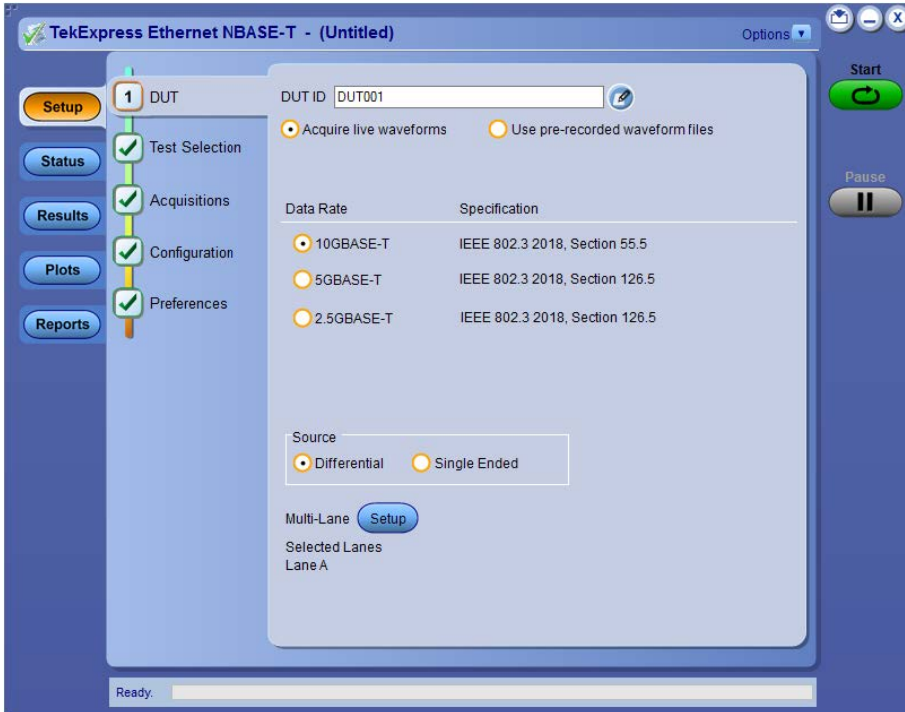 TekExpress Ethernet NBASE-T - (Untitled)
Options
Start
Pause
Setup
Status
Results
Plots
Reports
1 DUT
Test Selection
Acquisitions
Configuration
Preferences
DUT ID DUT001
Acquire live waveforms Use pre-recorded waveform files
Data Rate Specification
10GBASE-T IEEE 802.3 2018, Section 55.5
5GBASE-T IEEE 802.3 2018, Section 126.5
2.5GBASE-T IEEE 802.3 2018, Section 126.5
Source
Differential Single Ended
Multi-Lane Setup
Selected Lanes
Lane A
Ready.